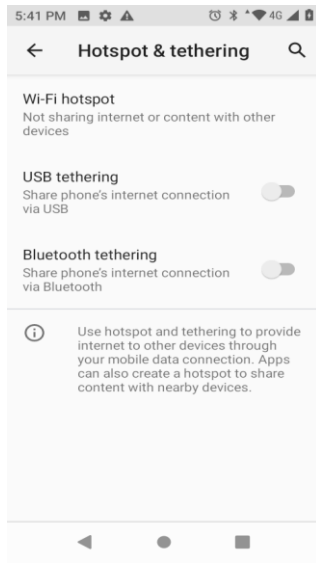 5:41 PM 4G
Hotspot & tethering
Wi-Fi hotspot
Not sharing internet or content with other
devices
USB tethering
Share phone's internet connection
via USB
Bluetooth tethering
Share phone's internet connection
via Bluetooth
Use hotspot and tethering to provide
internet to other devices through
your mobile data connection. Apps
can also create a hotspot to share
content with nearby devices.